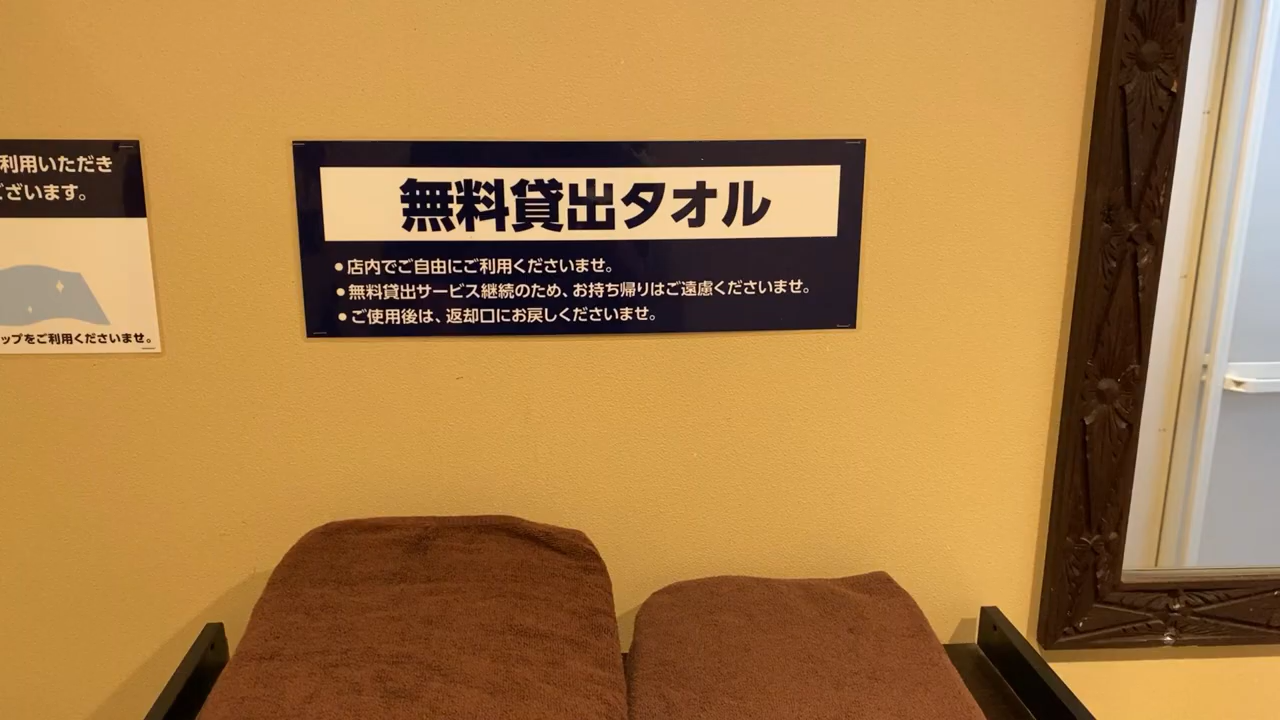 利用いただき
ございます。
ップをご利用くださいませ。
無料貸出タオル
●店内でご自由にご利用くださいませ。
●無料貸出サービス継続のため、お持ち帰りはご遠慮くださいませ。
●ご使用後は、返却口にお戻しくださいませ。